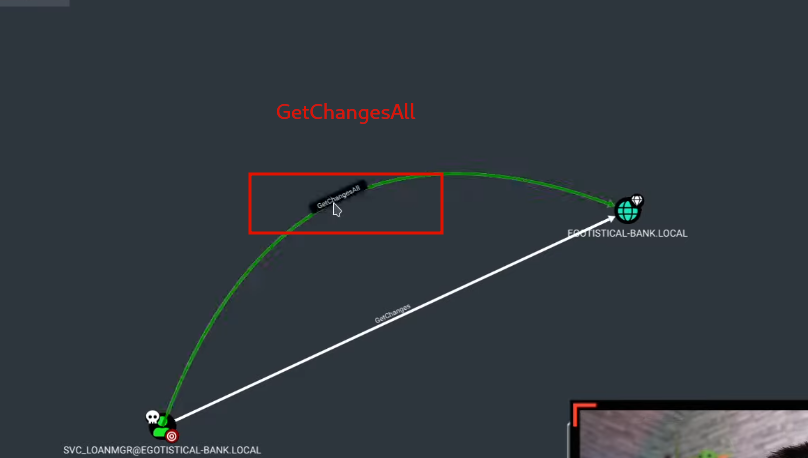 GetChangesAll
GetChangesAll
EGOTISTICAL-BANK.LOCAL
GetChanges
SVC_LOANMGR@EGOTISTICAL-BANK.LOCAL